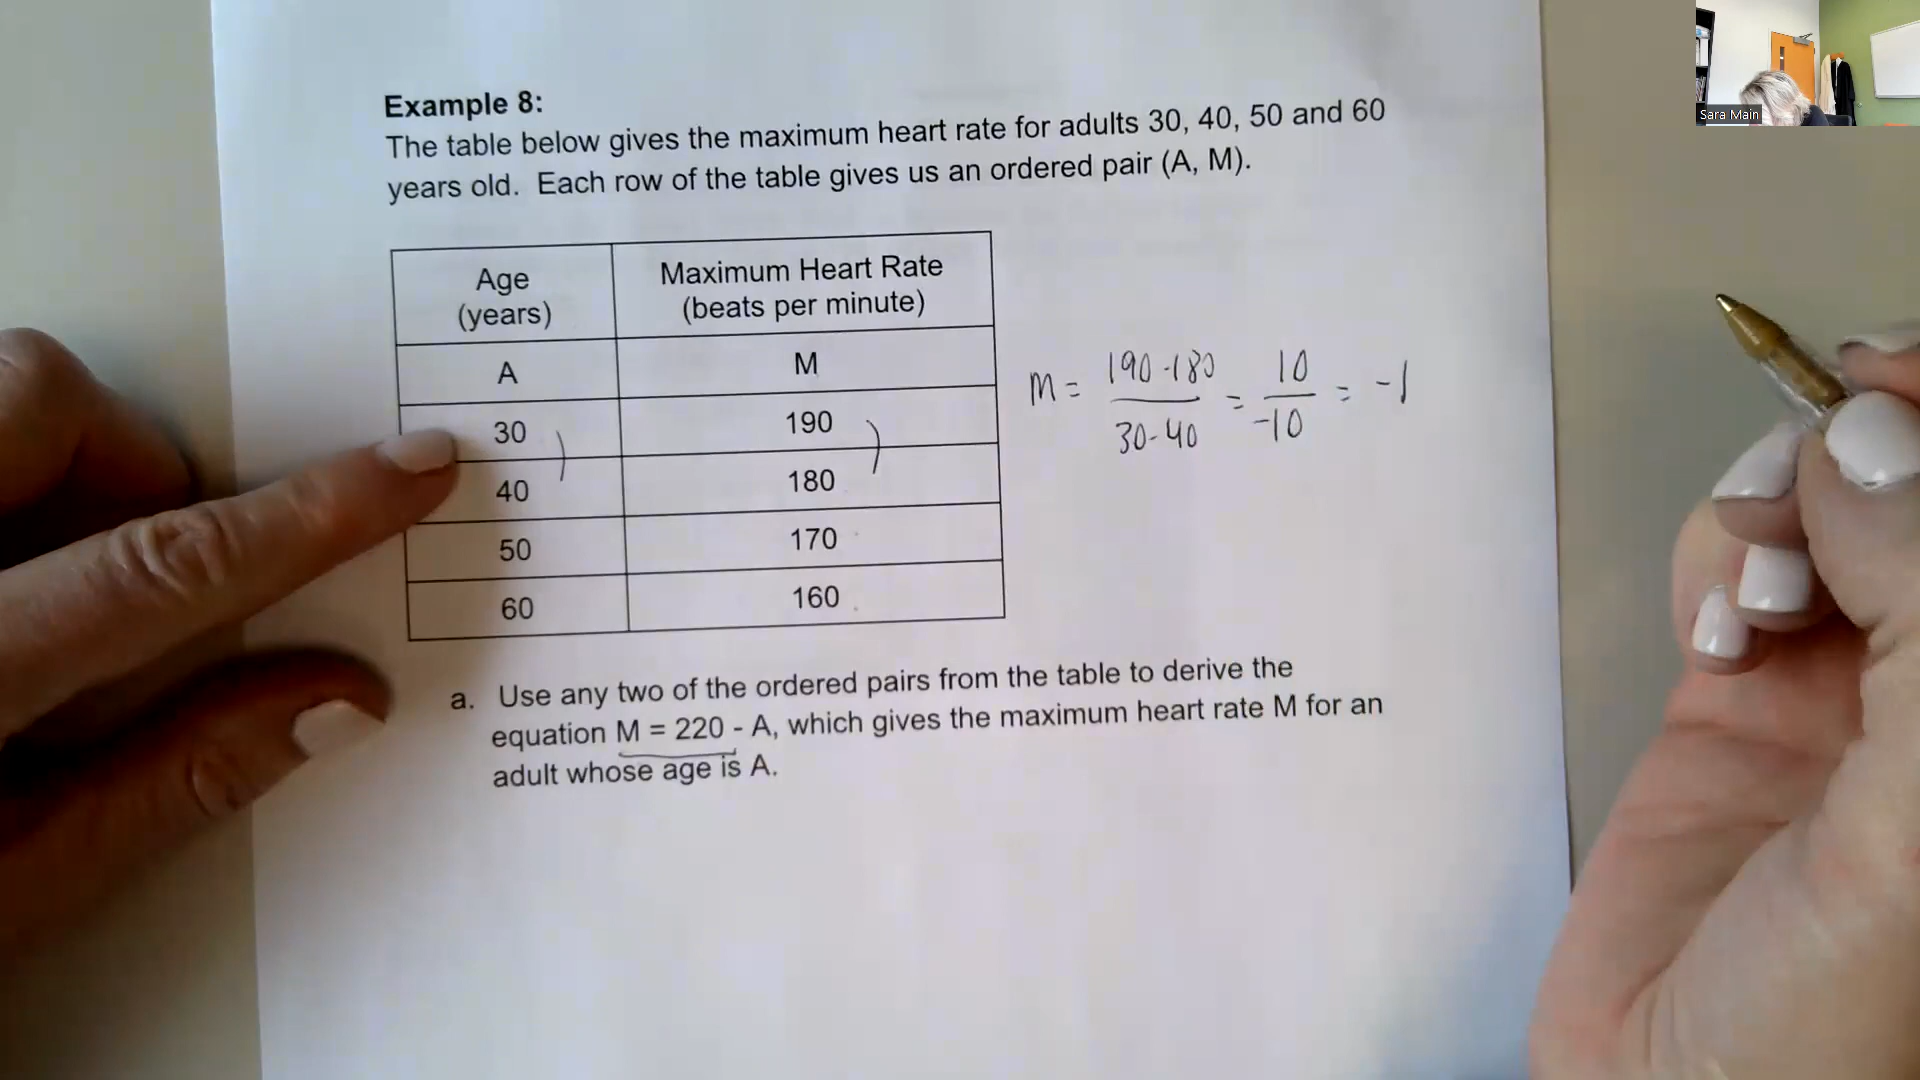 Sara Main
Example 8:
The table below gives the maximum heart rate for adults 30, 40, 50 and 60
years old. Each row of the table gives us an ordered pair (A, M).
Age
(years)
Maximum Heart Rate
(beats per minute)
A M
30 190
40 180
50 170
60 160
m = 190-180 / 30-40 = 10 / -10 = -1
a. Use any two of the ordered pairs from the table to derive the
equation M = 220 - A, which gives the maximum heart rate M for an
adult whose age is A.